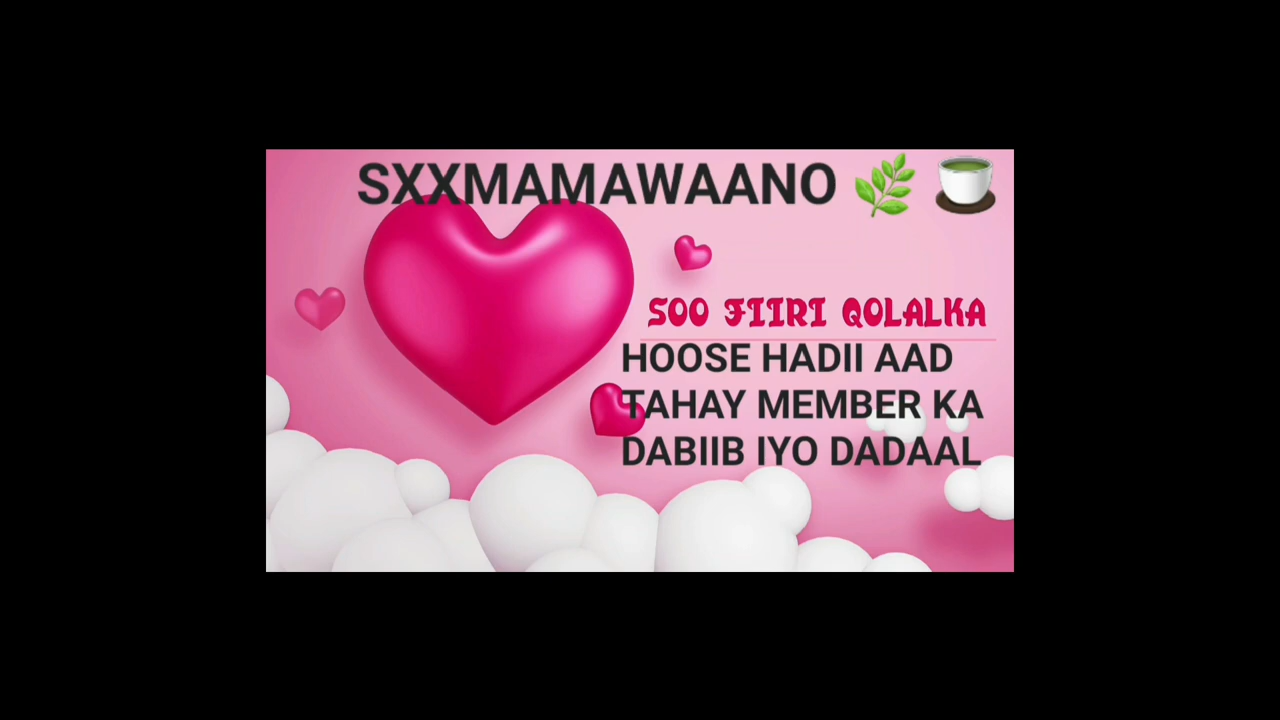 SXXMAMAWAANO 🌿 🍵
SOO FIIRI QOLALKA
HOOSE HADII AAD
TAHAY MEMBER KA
DABIIB IYO DADAAL